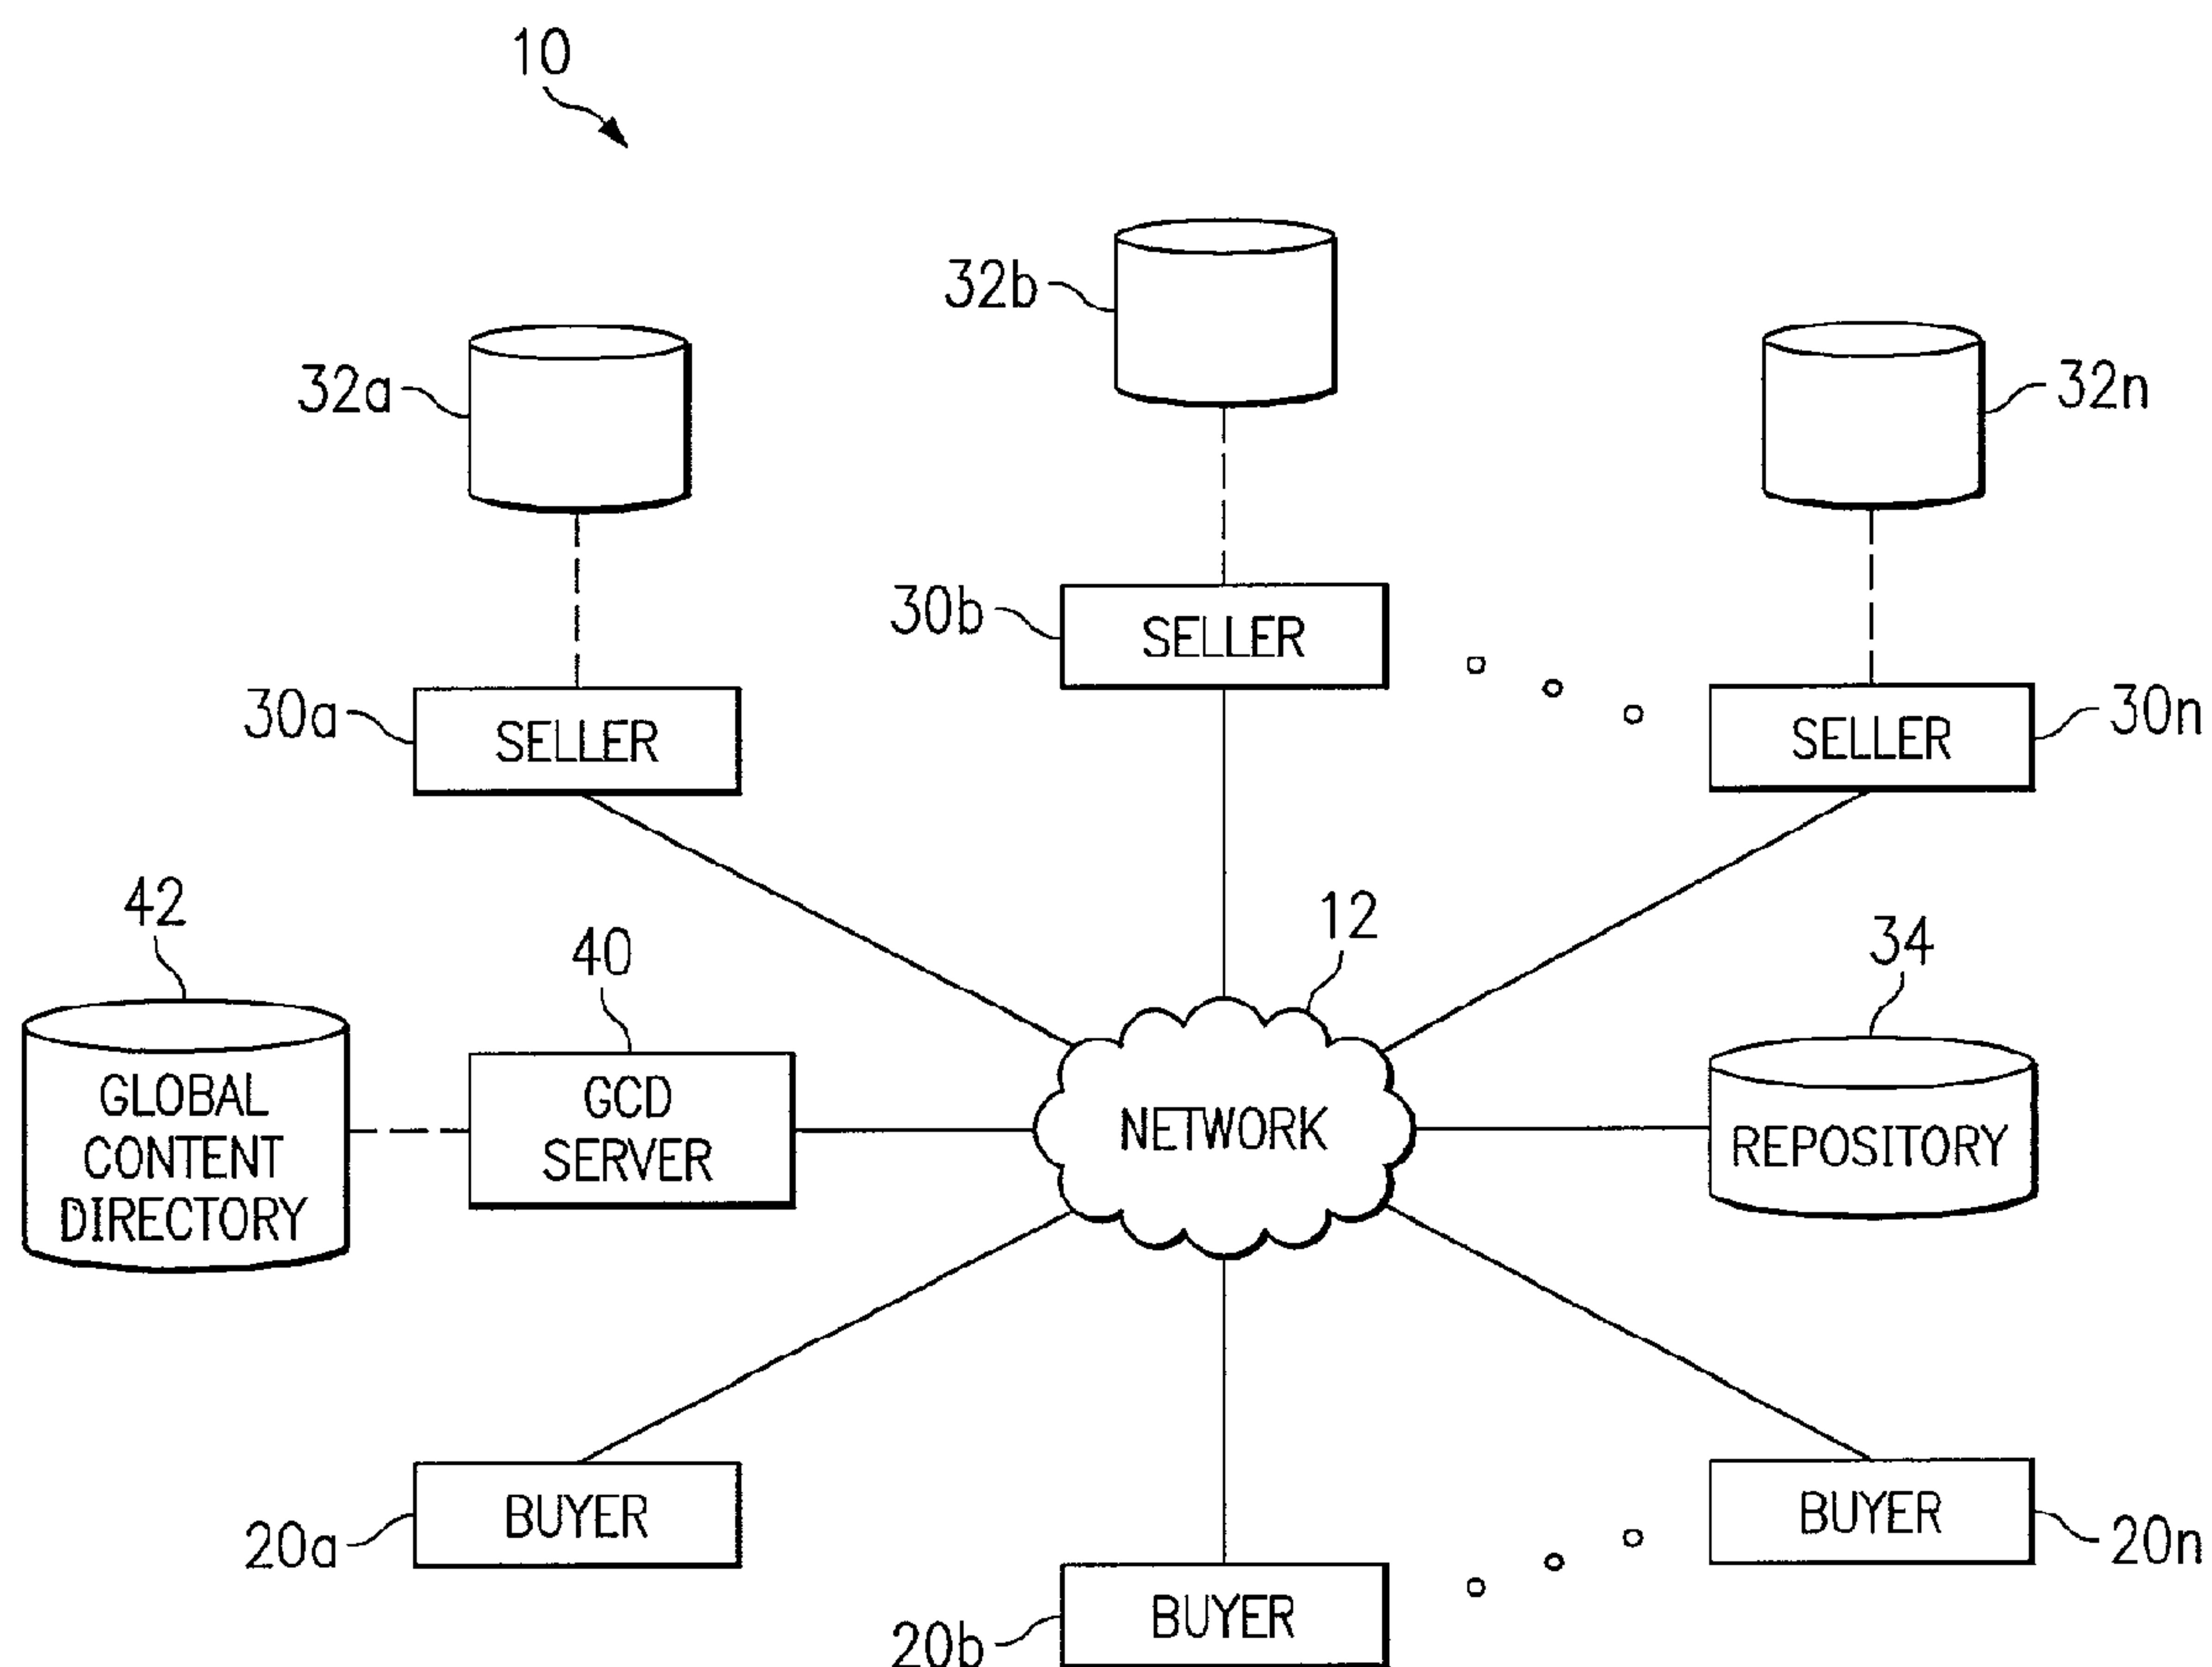 10
32b
32a
32n
30b
SELLER
30a
SELLER
SELLER
30n
42
40
12
34
GLOBAL
CONTENT
DIRECTORY
GCD
SERVER
NETWORK
REPOSITORY
20a
BUYER
BUYER
20n
20b
BUYER